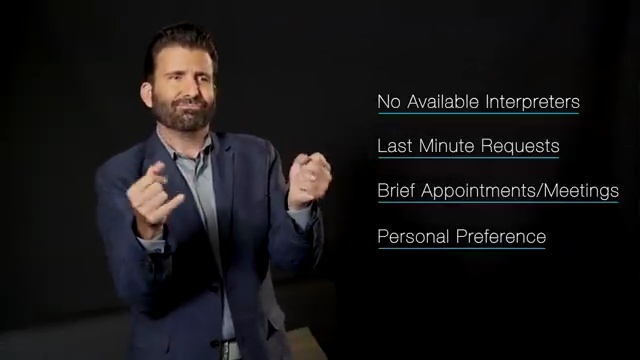 No Available Interpreters
Last Minute Requests
Brief Appointments/Meetings
Personal Preference